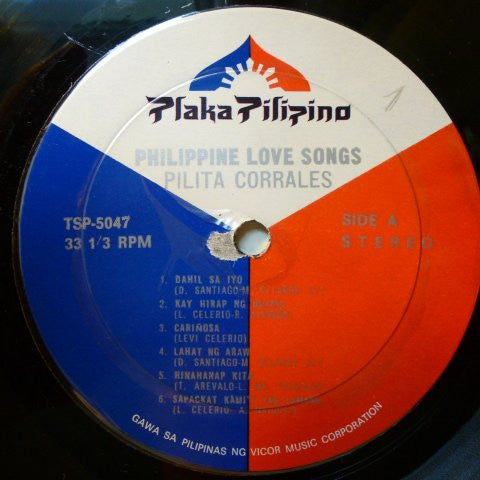 Plaka Pilipino
PHILIPPINE LOVE SONGS
PILITA CORRALES
TSP-5047
33 1/3 RPM
SIDE A
STEREO
1. DAHIL SA IYO
(D. SANTIAGO-M.
2. KAY HIRAP NG
(L. CELERIO-R.
3. CARIÑOSA
(LEVI CELERIO)
4. LAHAT NG ARAW
(D. SANTIAGO-M.
5. HINAHANAP KITA
(T. AREVALO-L.
6. SAPAGKAT KAMI'Y TAO LAMANG
(L. CELERIO-
GAWA SA PILIPINAS NG VICOR MUSIC CORPORATION